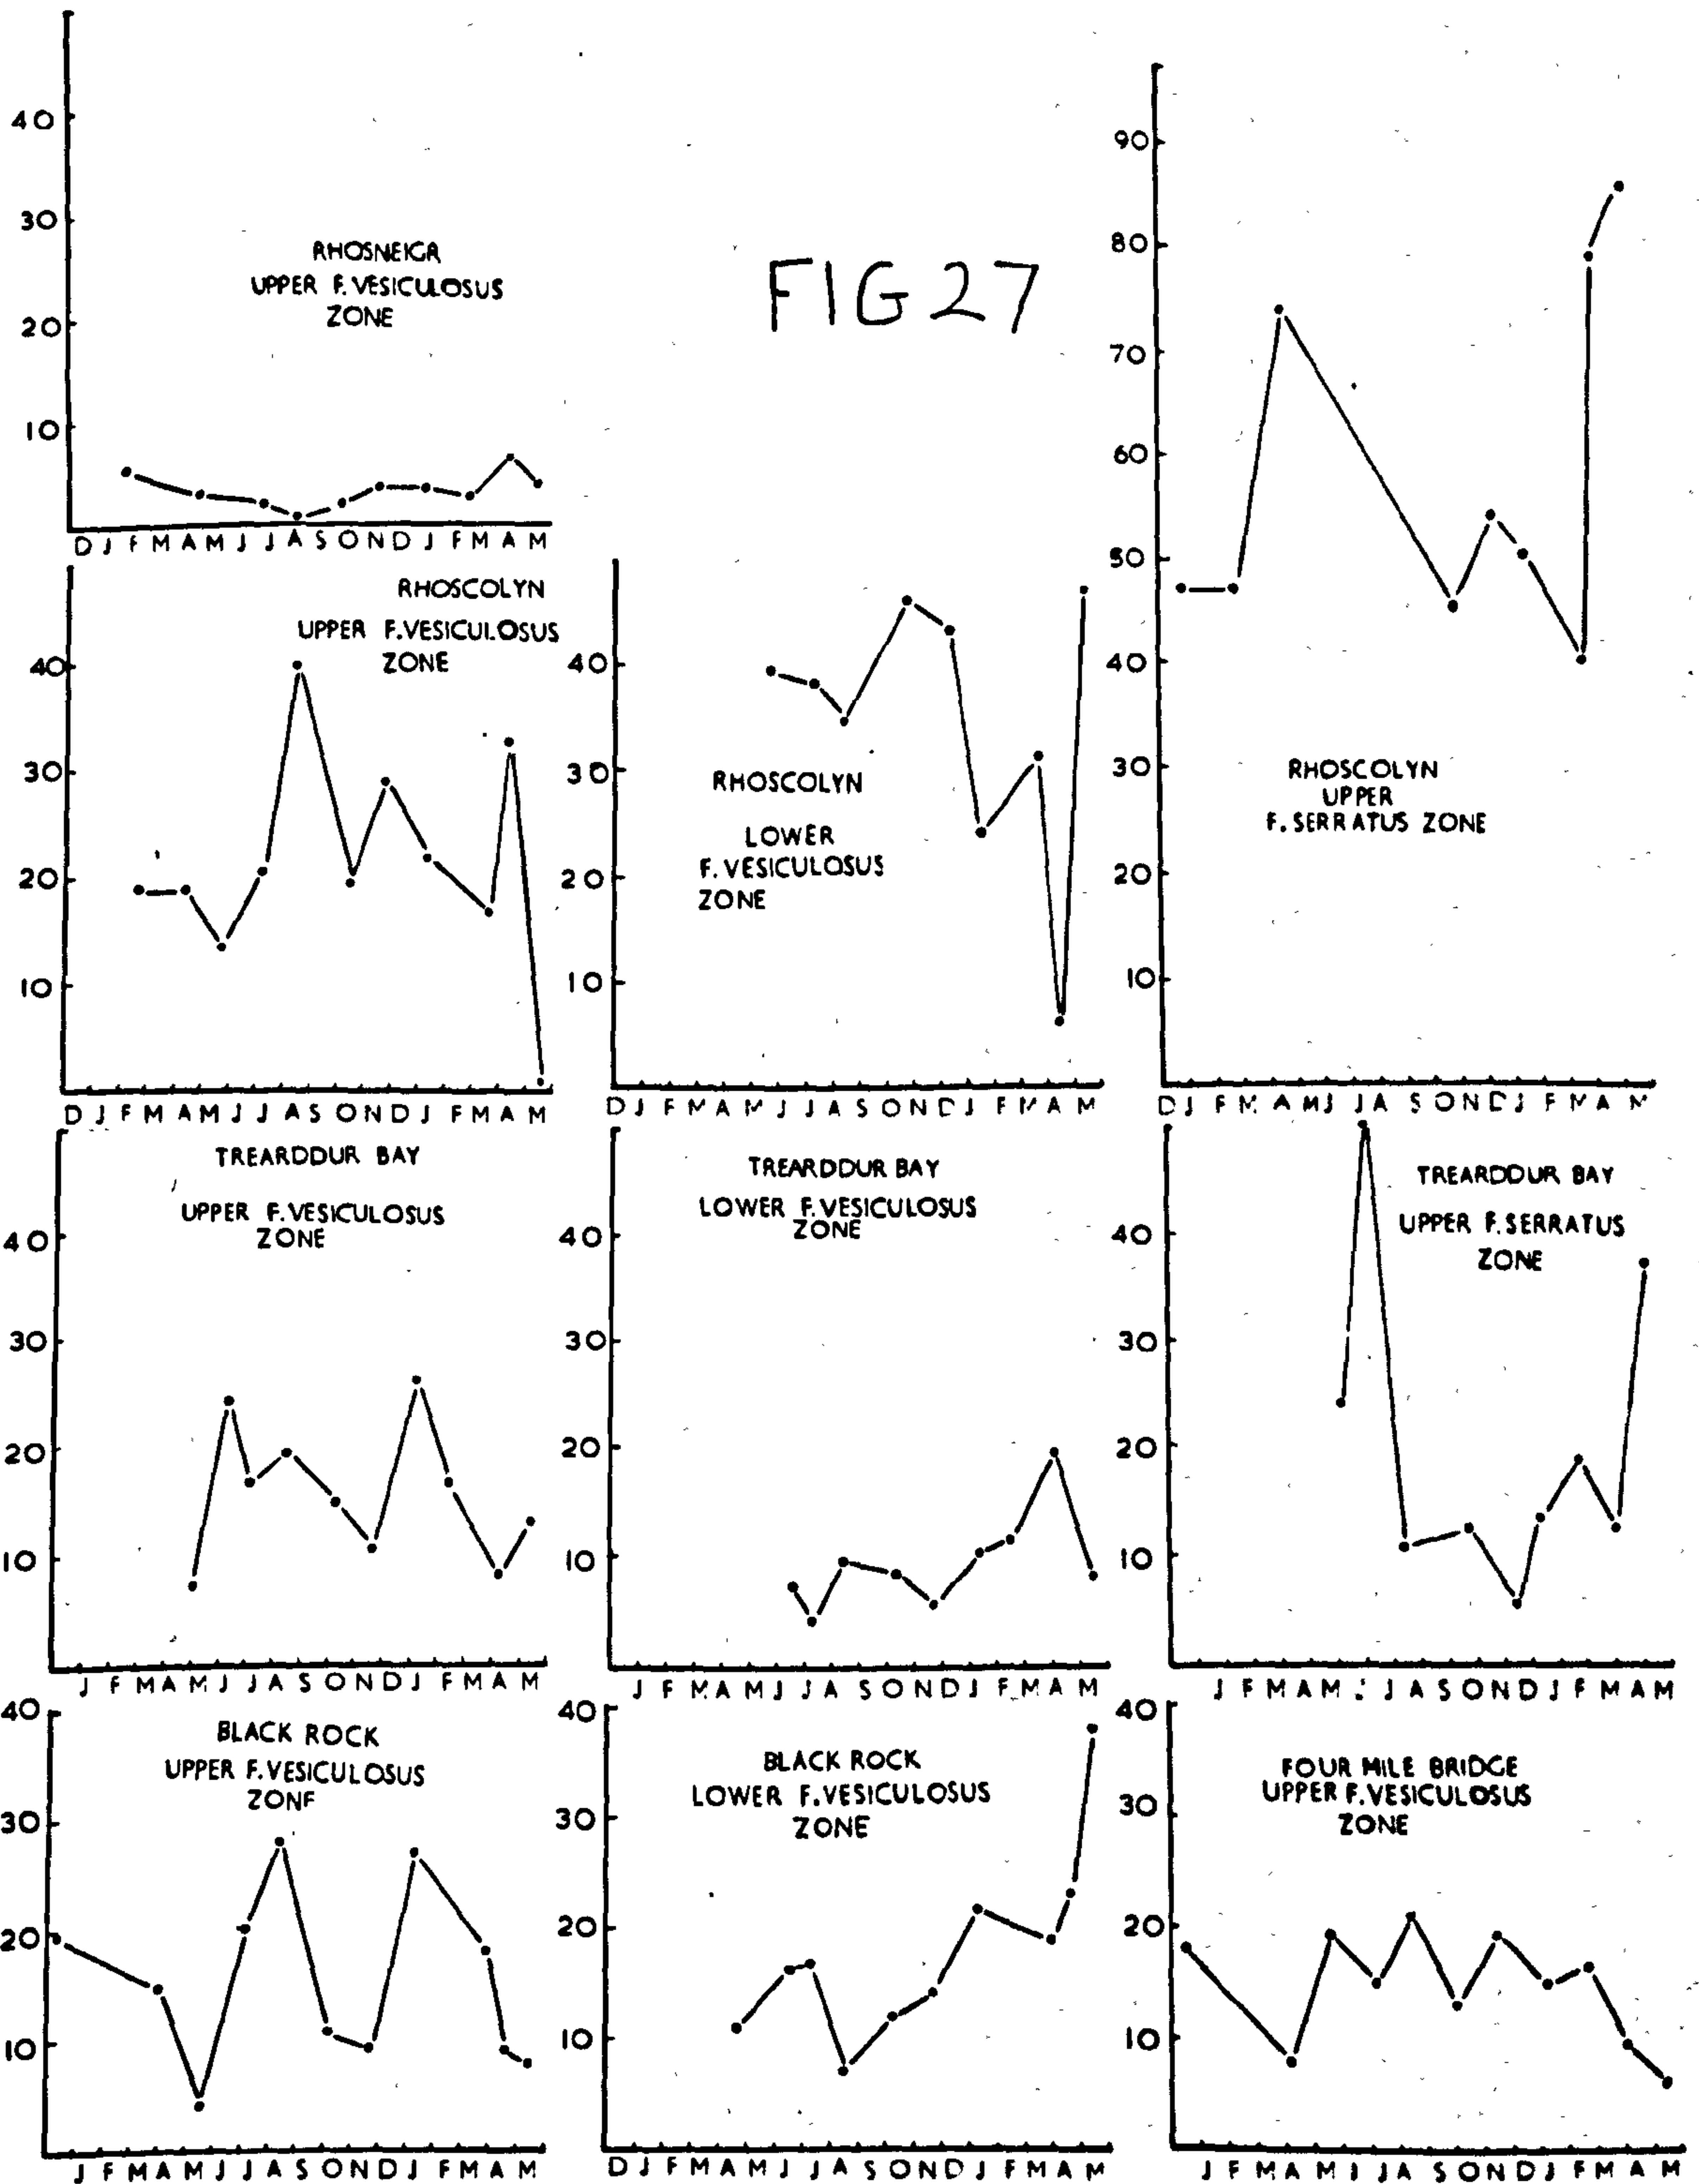 40
30
20
10
RHOSNEIGR
UPPER F.VESICULOSUS
ZONE
D J F M A M J J A S O N D J F M A M
FIG 27
90
80
70
60
50
40
30
20
10
RHOSCOLYN
UPPER
F. SERRATUS ZONE
D J F M A M J J A S O N D J F M A M
RHOSCOLYN
UPPER F.VESICULOSUS
ZONE
40
30
20
10
D J F M A M J J A S O N D J F M A M
40
30
20
10
RHOSCOLYN
LOWER
F. VESICULOSUS
ZONE
D J F M A M J J A S O N D J F M A M
TREARDDUR BAY
UPPER F.VESICULOSUS
ZONE
40
30
20
10
J F M A M J J A S O N D J F M A M
TREARDDUR BAY
LOWER F.VESICULOSUS
ZONE
40
30
20
10
J F M A M J J A S O N D J F M A M
TREARDDUR BAY
UPPER F.SERRATUS
ZONE
40
30
20
10
J F M A M J J A S O N D J F M A M
BLACK ROCK
UPPER F.VESICULOSUS
ZONE
40
30
20
10
J F M A M J J A S O N D J F M A M
BLACK ROCK
LOWER F.VESICULOSUS
ZONE
40
30
20
10
D J F M A M J J A S O N D J F M A M
FOUR MILE BRIDGE
UPPER F.VESICULOSUS
ZONE
40
30
20
10
J F M A M J J A S O N D J F M A M